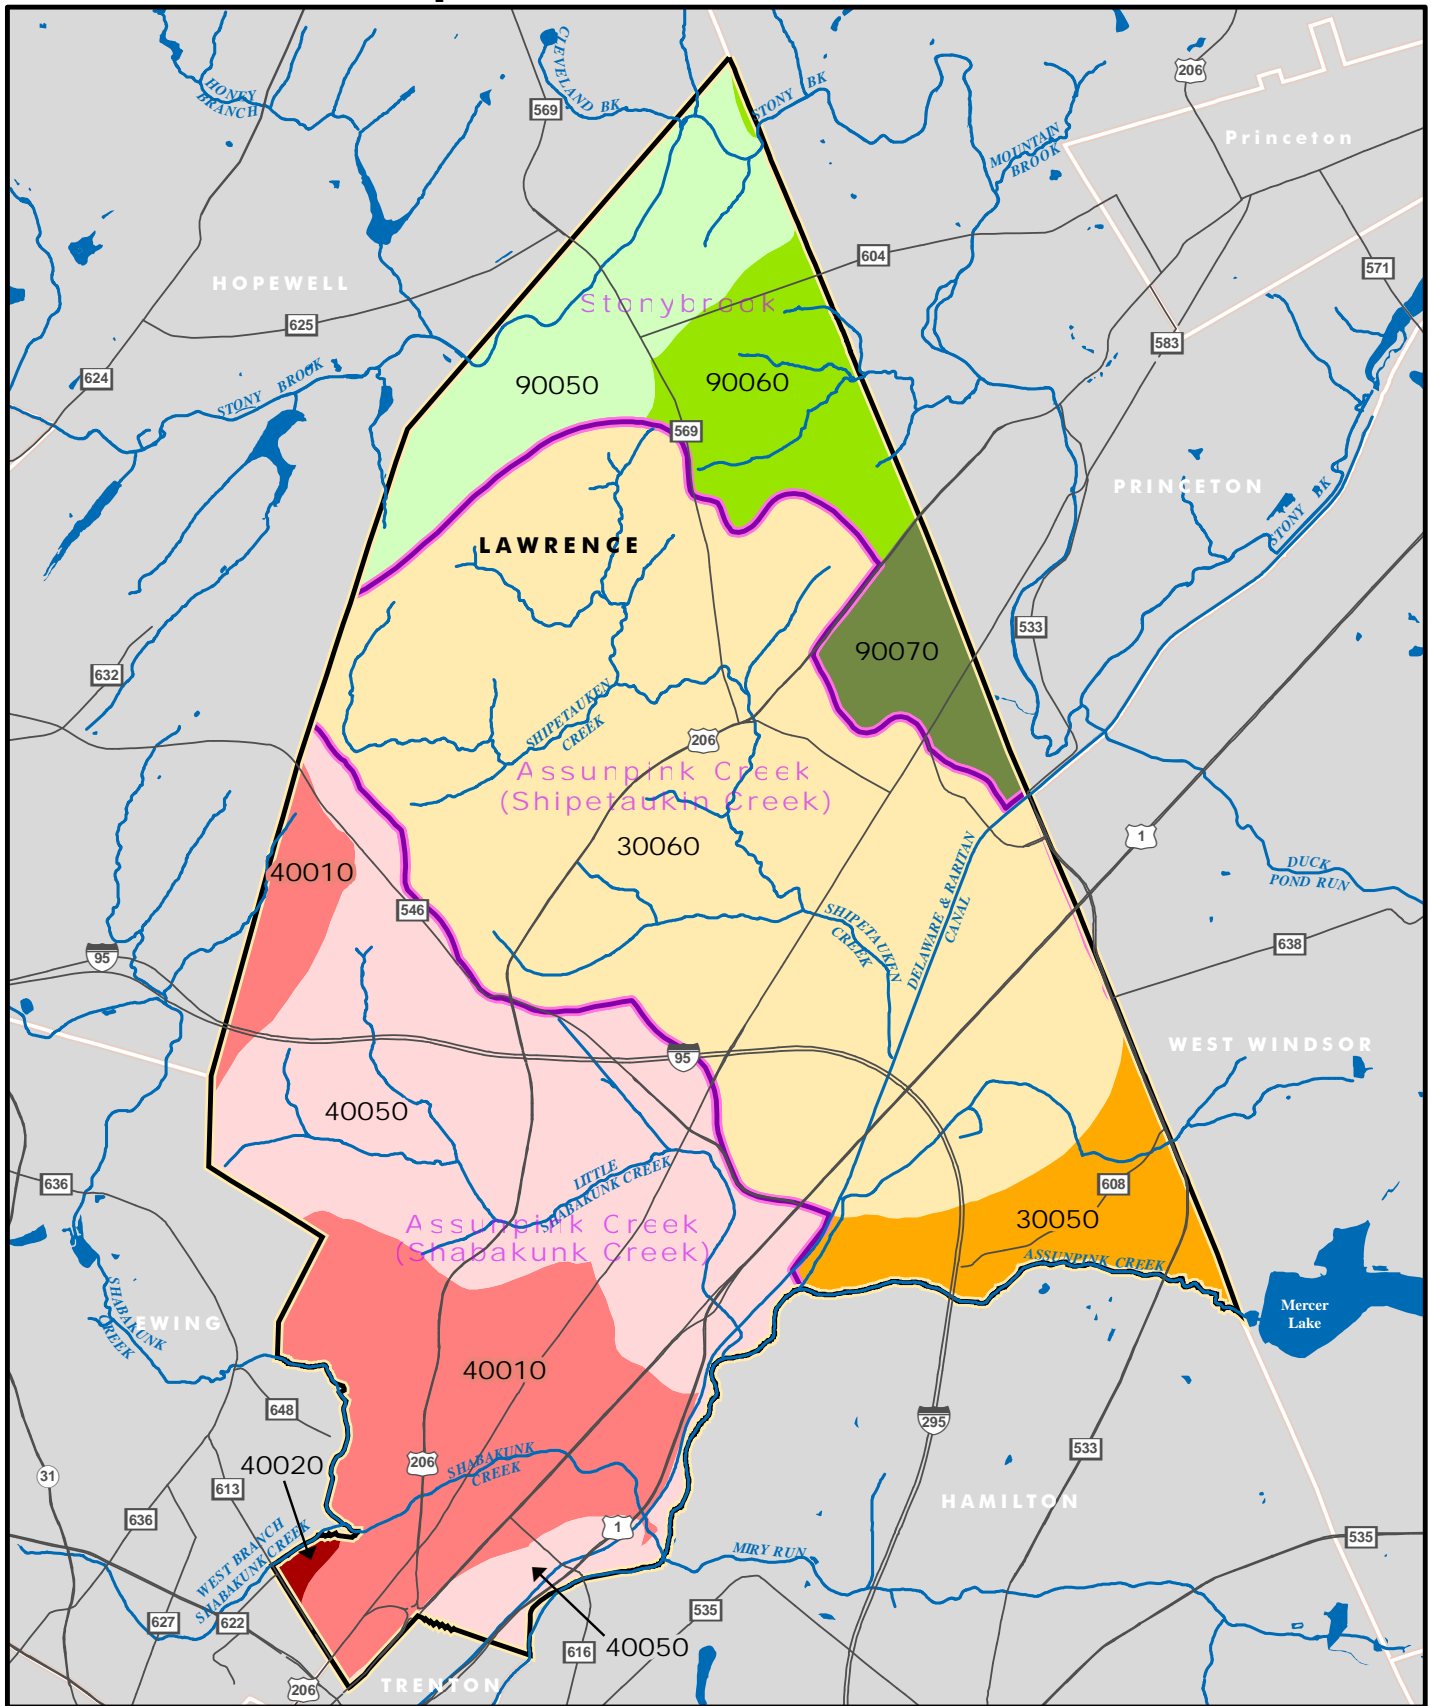 CLEVELAND BK
HONEY
BRANCH
569
STONY BK
206
MOUNTAIN
BROOK
Princeton
HOPEWELL
604
571
Stonybrook
625
583
624
STONY BROOK
90050
90060
569
PRINCETON
STONY BK
LAWRENCE
533
90070
632
SHIPETAUKEN
CREEK
206
Assunpink Creek
(Shipetaukin Creek)
1
30060
DELAWARE & RARITAN
CANAL
DUCK
POND RUN
40010
546
SHIPETAUKEN
CREEK
638
95
95
WEST WINDSOR
40050
636
LITTLE
SHABAKUNK CREEK
608
30050
Assunpink Creek
(Shabakunk Creek)
ASSUNPINK CREEK
SHABAKUNK
CREEK
EWING
Mercer
Lake
40010
648
295
533
206
SHABAKUNK
CREEK
40020
31
613
HAMILTON
636
1
535
WEST BRANCH
SHABAKUNK CREEK
MIRY RUN
627
622
535
616
40050
206
TRENTON